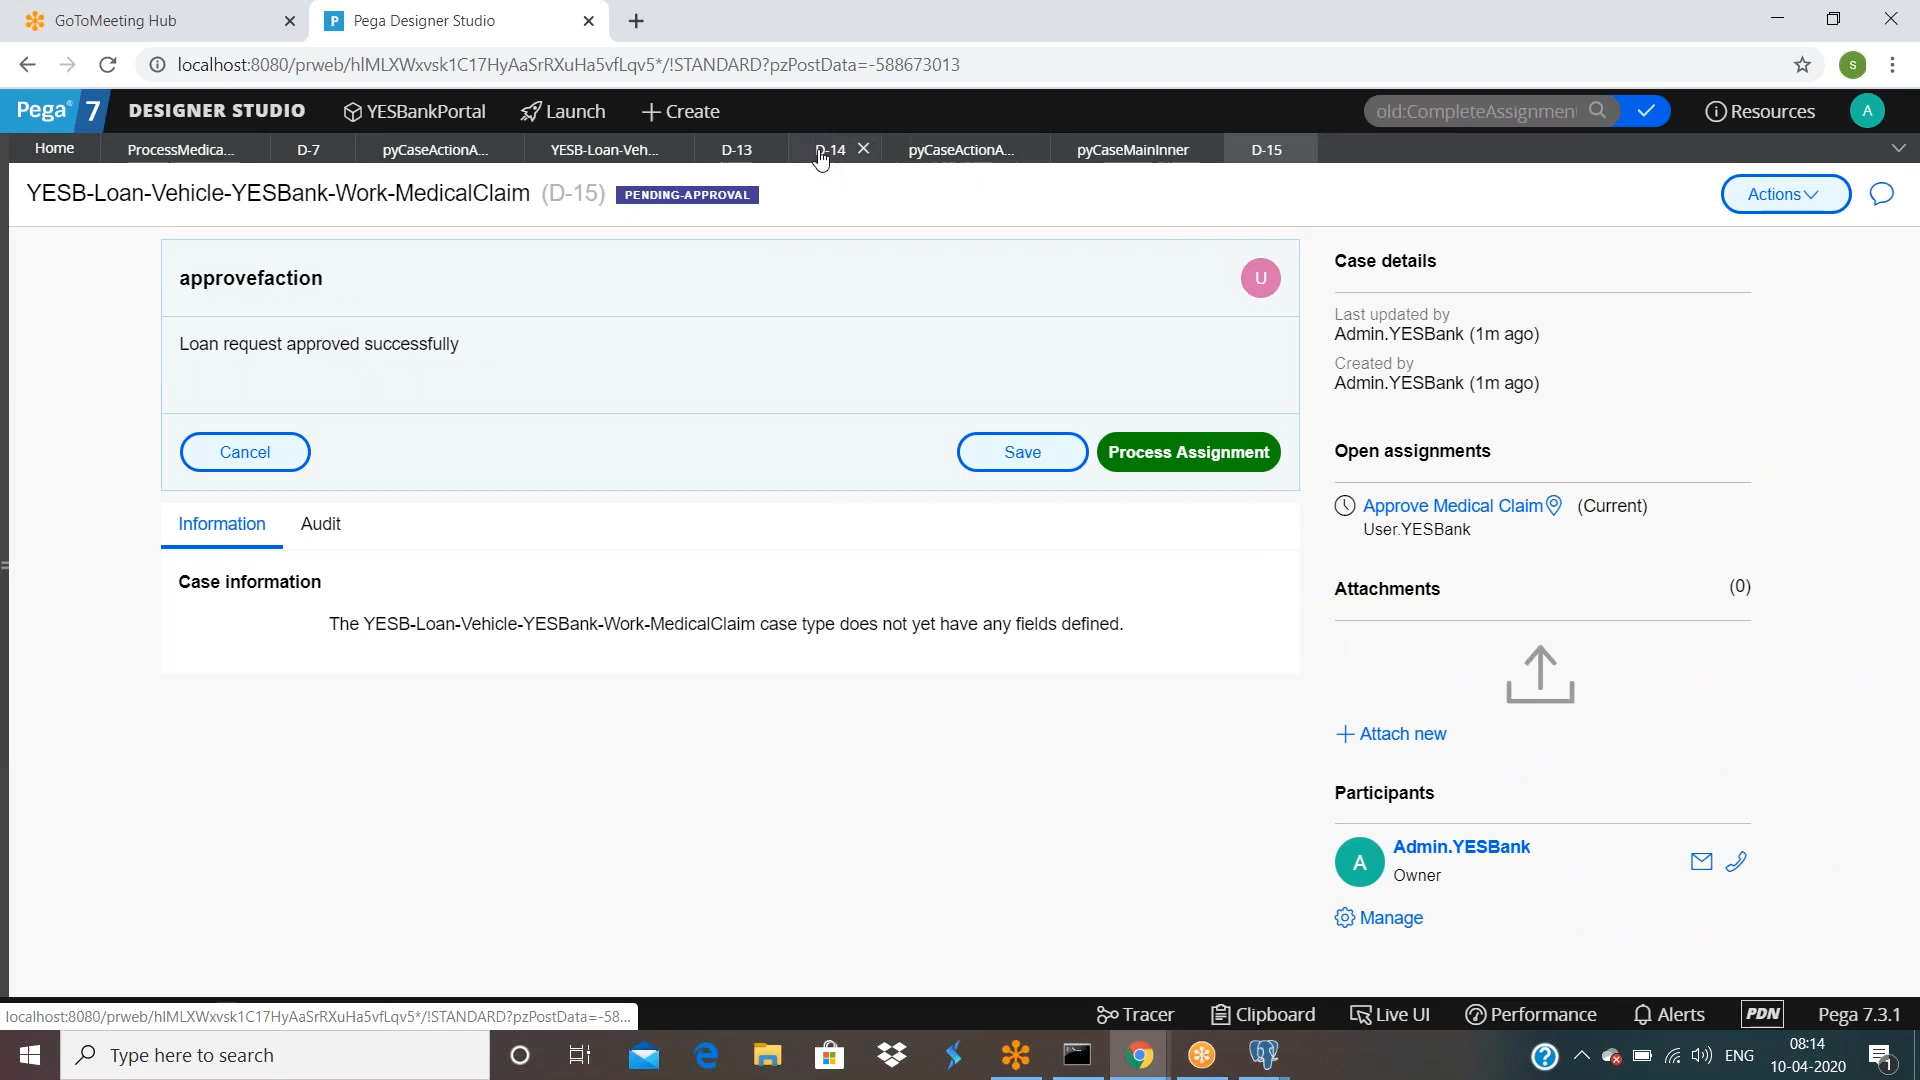 GoToMeeting Hub
P Pega Designer Studio
localhost:8080/prweb/hIMLXWxvsk1C17HyAaSrRXuHa5vfLqv5*/!STANDARD?pzPostData=-588673013
s
Pega 7 DESIGNER STUDIO YESBankPortal Launch Create old:CompleteAssignment Resources A
Home ProcessMedica... D-7 pyCaseActionA... YESB-Loan-Veh... D-13 D-14 pyCaseActionA... pyCaseMainInner D-15
YESB-Loan-Vehicle-YESBank-Work-MedicalClaim (D-15) PENDING-APPROVAL
Actions
approvefaction
U
Loan request approved successfully
Cancel Save Process Assignment
Information Audit
Case information
The YESB-Loan-Vehicle-YESBank-Work-MedicalClaim case type does not yet have any fields defined.
Case details
Last updated by
Admin.YESBank (1m ago)
Created by
Admin.YESBank (1m ago)
Open assignments
Approve Medical Claim (Current)
User.YESBank
Attachments (0)
Attach new
Participants
A Admin.YESBank
Owner
Manage
localhost:8080/prweb/hIMLXWxvsk1C17HyAaSrRXuHa5vfLqv5*/!STANDARD?pzPostData=-58...
Tracer Clipboard Live UI Performance Alerts PDN Pega 7.3.1
Type here to search
ENG
08:14
10-04-2020
1